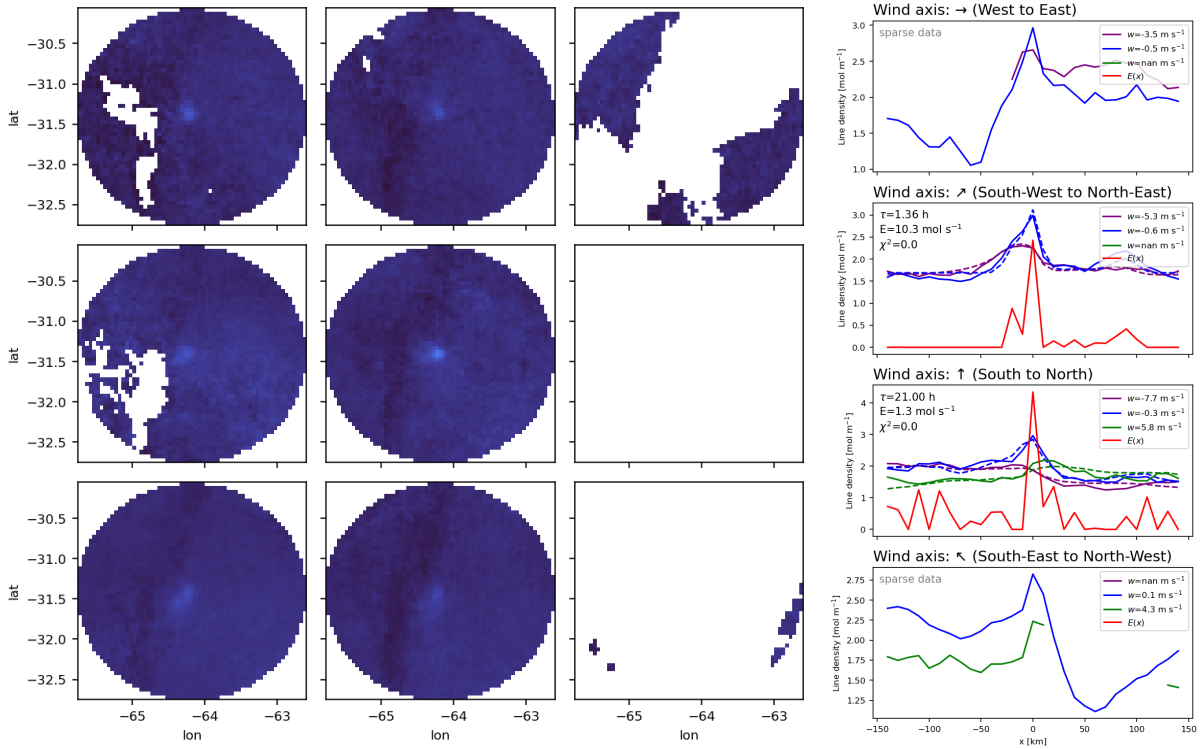 lat
−30.5
−31.0
−31.5
−32.0
−32.5
lat
−30.5
−31.0
−31.5
−32.0
−32.5
lat
−30.5
−31.0
−31.5
−32.0
−32.5
−65
−64
−63
lon
−65
−64
−63
lon
−65
−64
−63
lon
Wind axis: → (West to East)
sparse data
w=-3.5 m s⁻¹
w=-0.5 m s⁻¹
w=nan m s⁻¹
E(x)
Line density [mol m⁻¹]
3.0
2.5
2.0
1.5
1.0
Wind axis: ↗ (South-West to North-East)
τ=1.36 h
E=10.3 mol s⁻¹
χ²=0.0
w=-5.3 m s⁻¹
w=-0.6 m s⁻¹
w=nan m s⁻¹
E(x)
Line density [mol m⁻¹]
3.0
2.5
2.0
1.5
1.0
0.5
0.0
Wind axis: ↑ (South to North)
τ=21.00 h
E=1.3 mol s⁻¹
χ²=0.0
w=-7.7 m s⁻¹
w=-0.3 m s⁻¹
w=5.8 m s⁻¹
E(x)
Line density [mol m⁻¹]
4
3
2
1
0
Wind axis: ↖ (South-East to North-West)
sparse data
w=nan m s⁻¹
w=0.1 m s⁻¹
w=4.3 m s⁻¹
E(x)
Line density [mol m⁻¹]
2.75
2.50
2.25
2.00
1.75
1.50
1.25
−150
−100
−50
0
50
100
150
x [km]